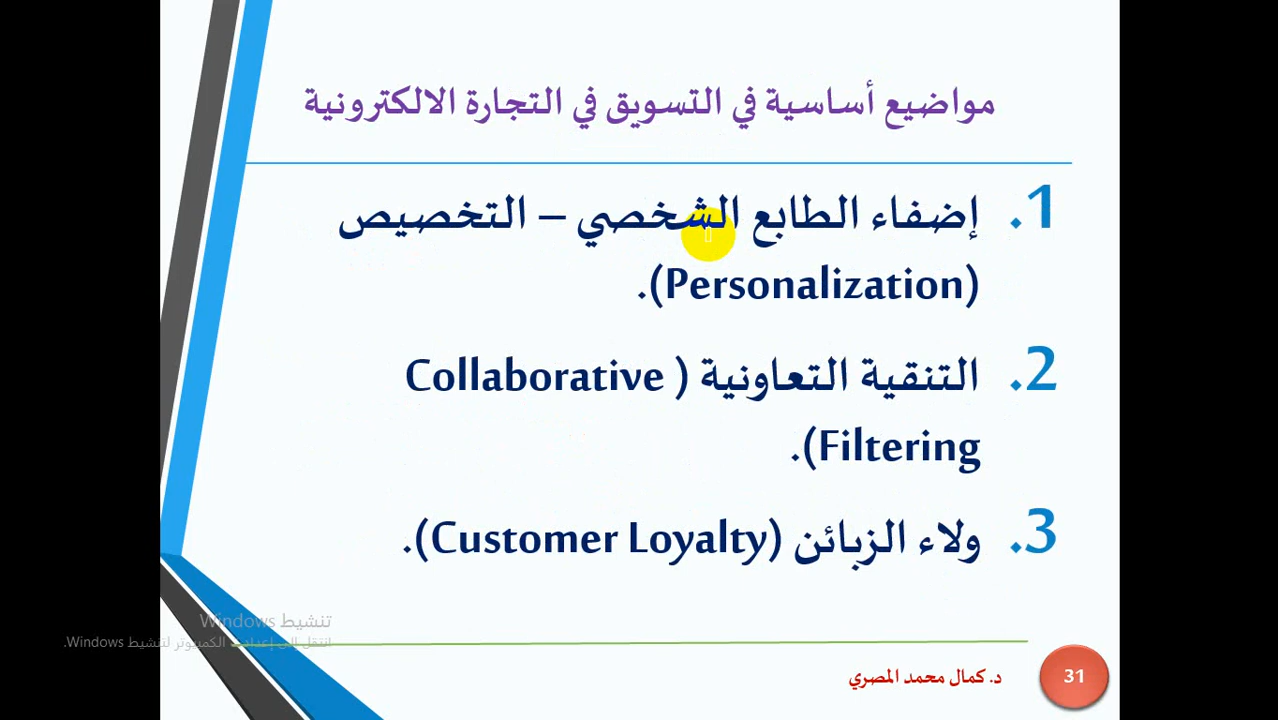 مواضيع أساسية في التسويق في التجارة الالكترونية
1. إضفاء الطابع الشخصي – التخصيص
(Personalization).
2. التنقية التعاونية (Collaborative
Filtering).
3. ولاء الزبائن (Customer Loyalty).
تنشيط Windows
انتقل إلى إعدادات الكمبيوتر لتنشيط Windows.
د. كمال محمد المصري
31